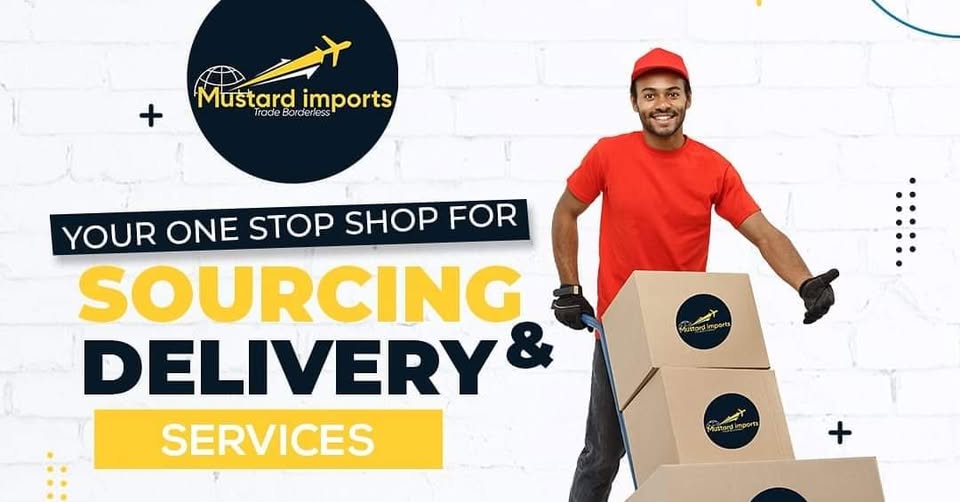 Mustard imports
Trade Borderless
YOUR ONE STOP SHOP FOR
SOURCING
DELIVERY &
SERVICES
Mustard imports
Mustard imports